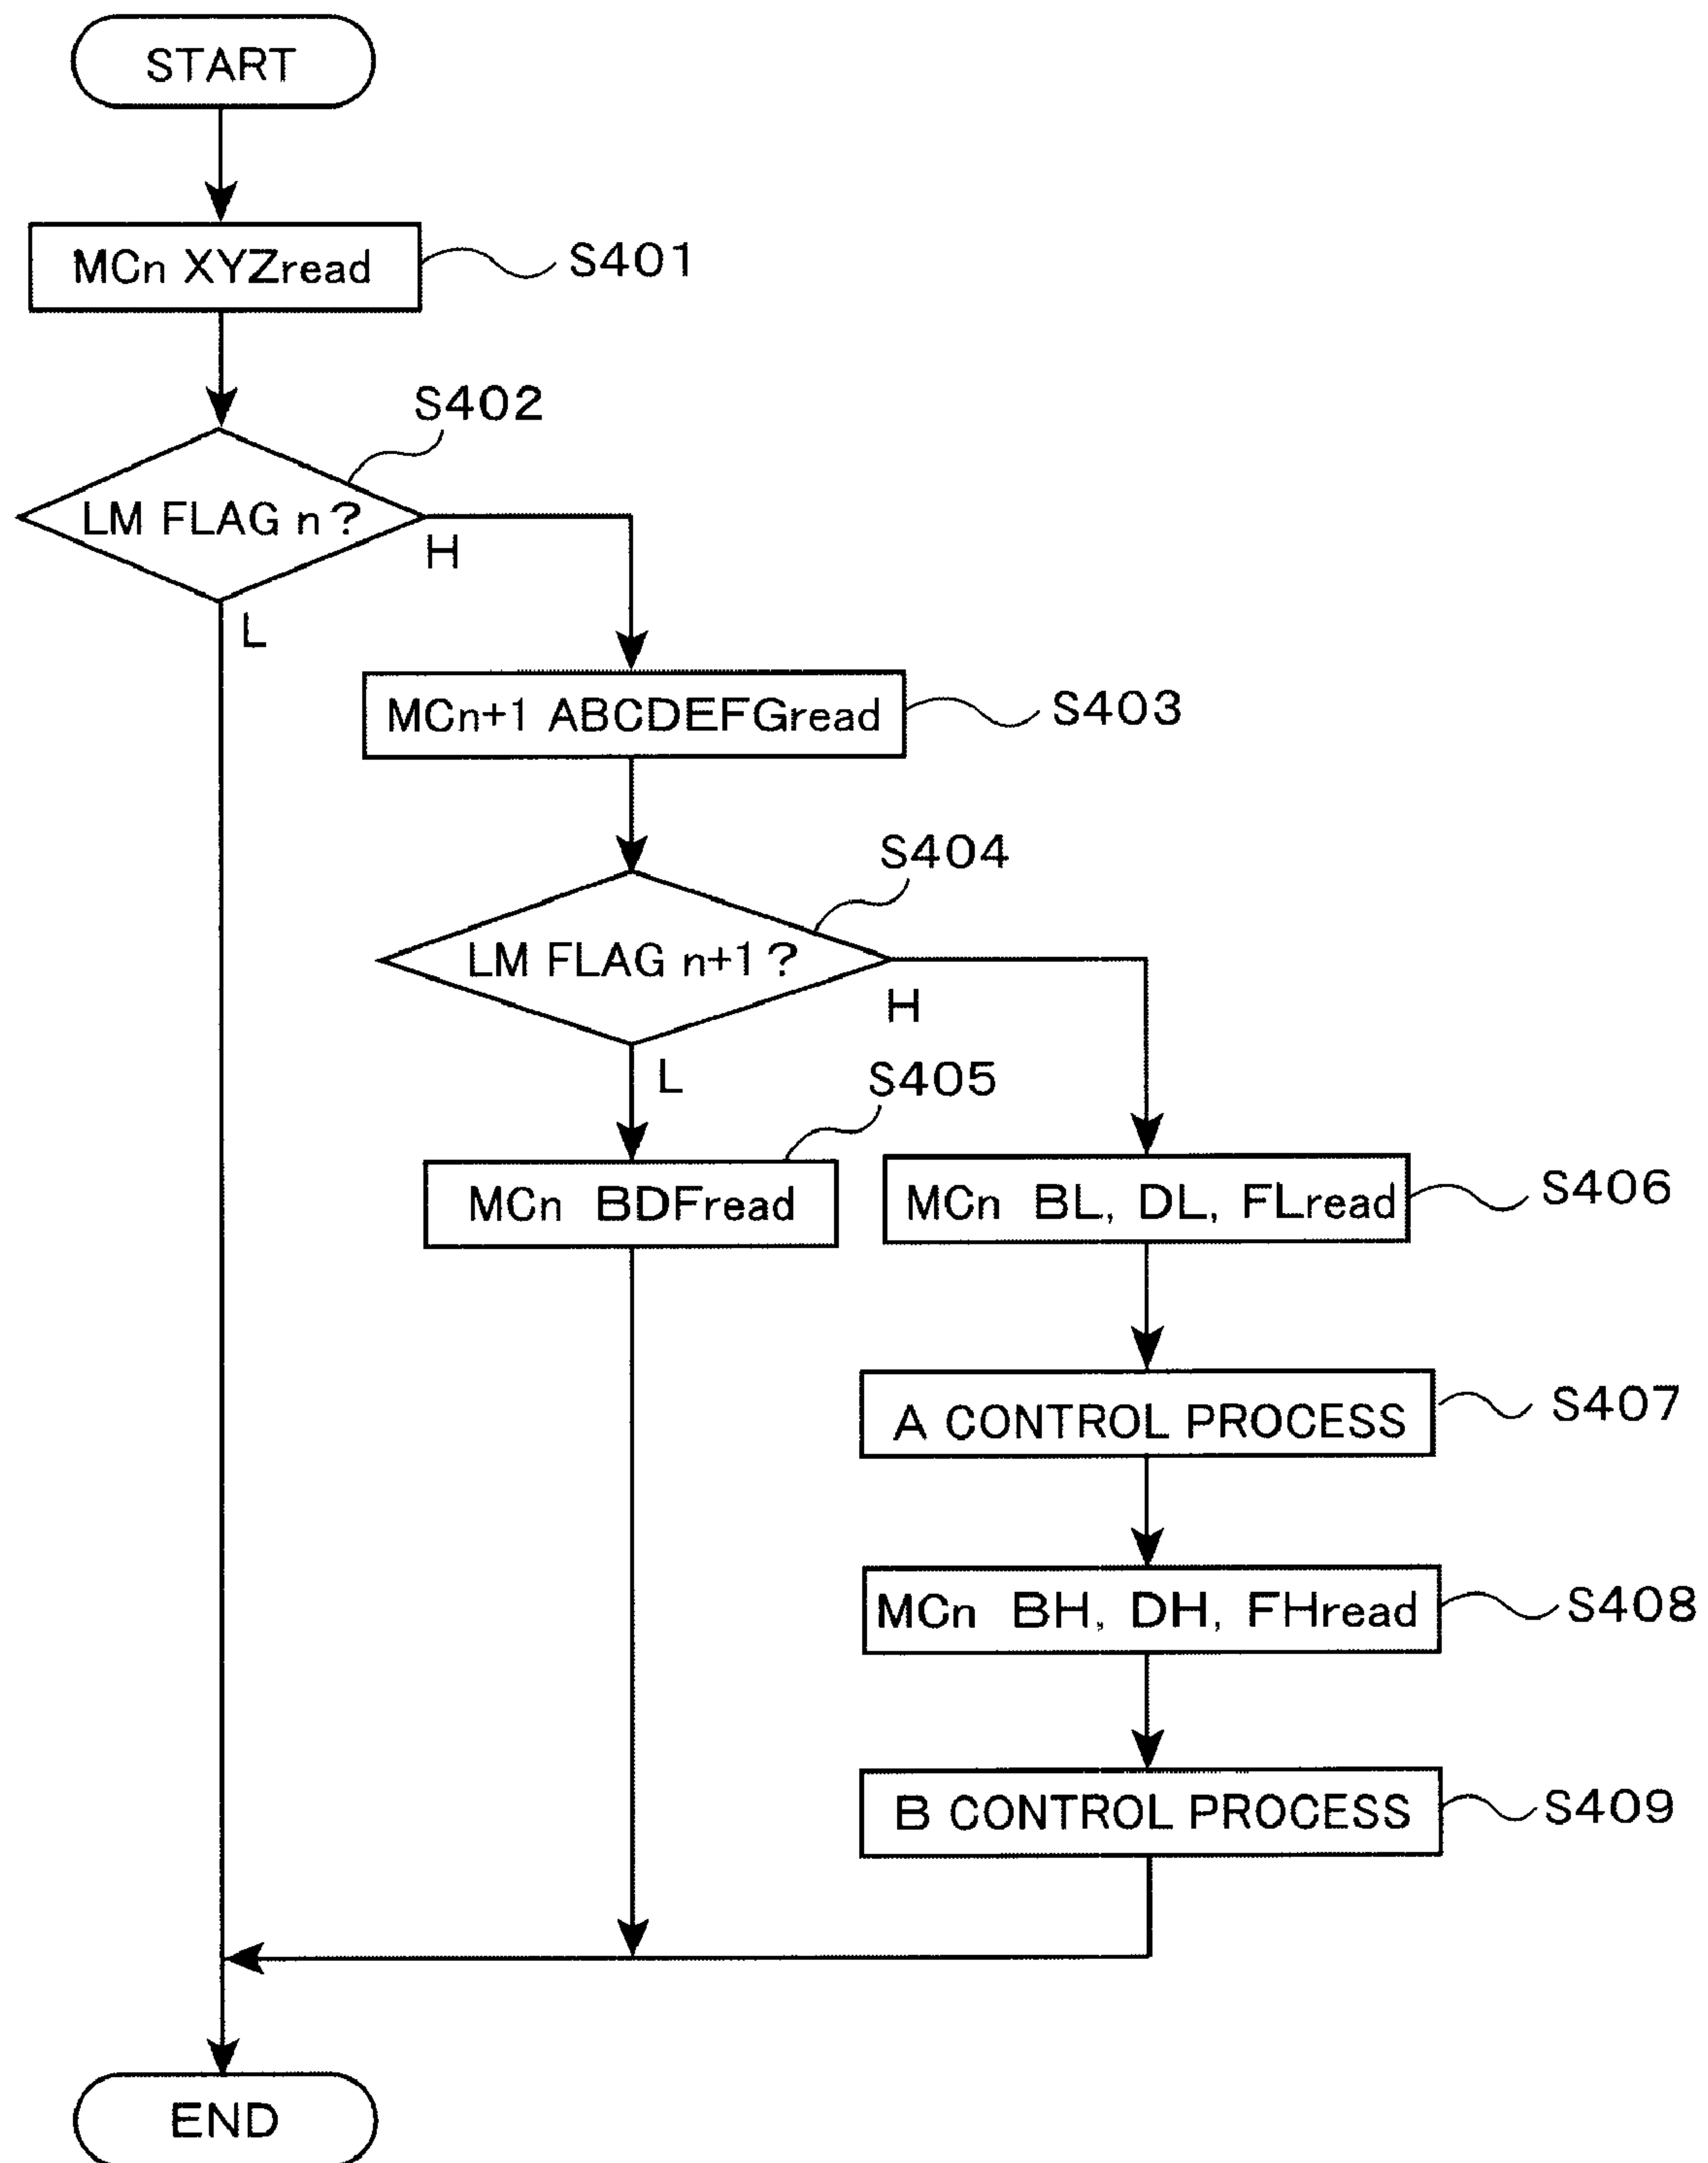 START
MCn XYZread
S401
S402
LM FLAG n?
H
L
MCn+1 ABCDEFGread
S403
S404
LM FLAG n+1?
H
L
S405
MCn BDFread
MCn BL, DL, FLread
S406
A CONTROL PROCESS
S407
MCn BH, DH, FHread
S408
B CONTROL PROCESS
S409
END